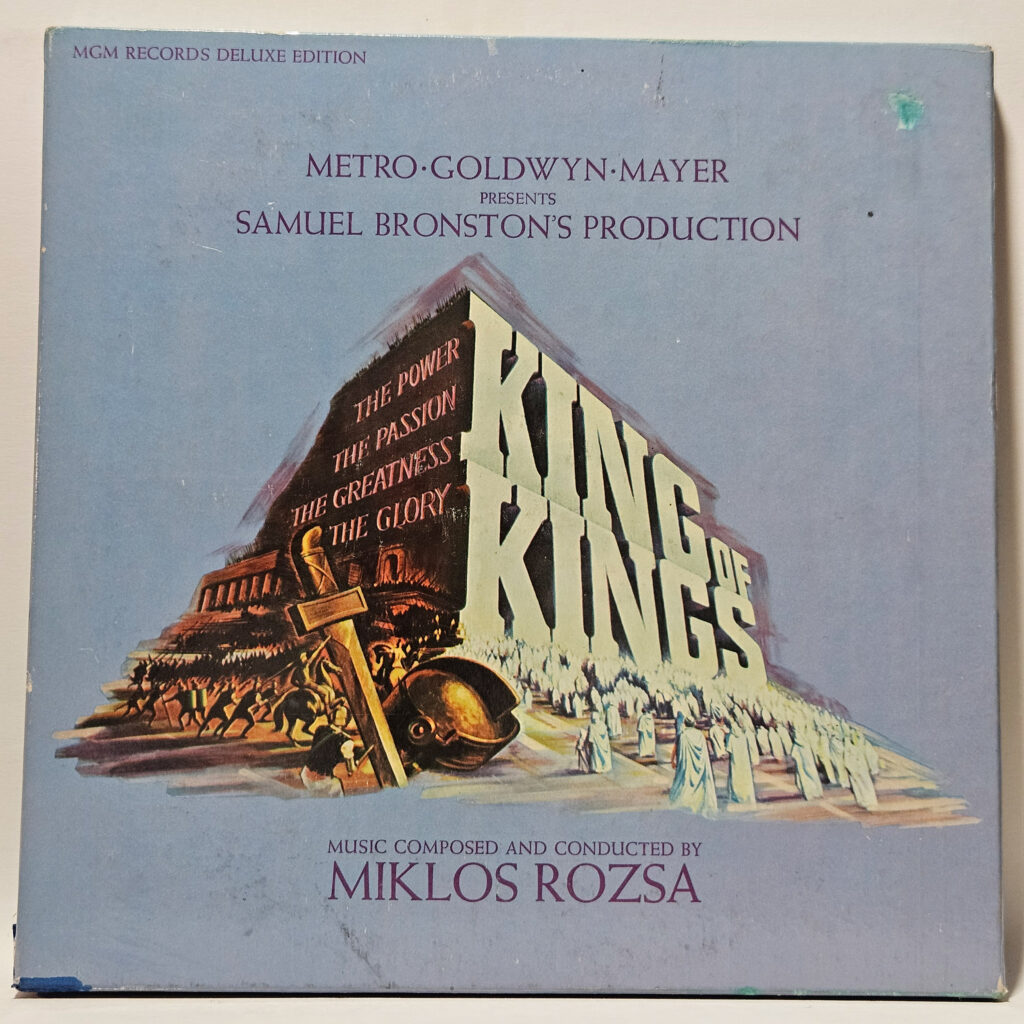 MGM RECORDS DELUXE EDITION
METRO·GOLDWYN·MAYER
PRESENTS
SAMUEL BRONSTON'S PRODUCTION
THE POWER
THE PASSION
THE GREATNESS
THE GLORY
KING
OF
KINGS
MUSIC COMPOSED AND CONDUCTED BY
MIKLOS ROZSA